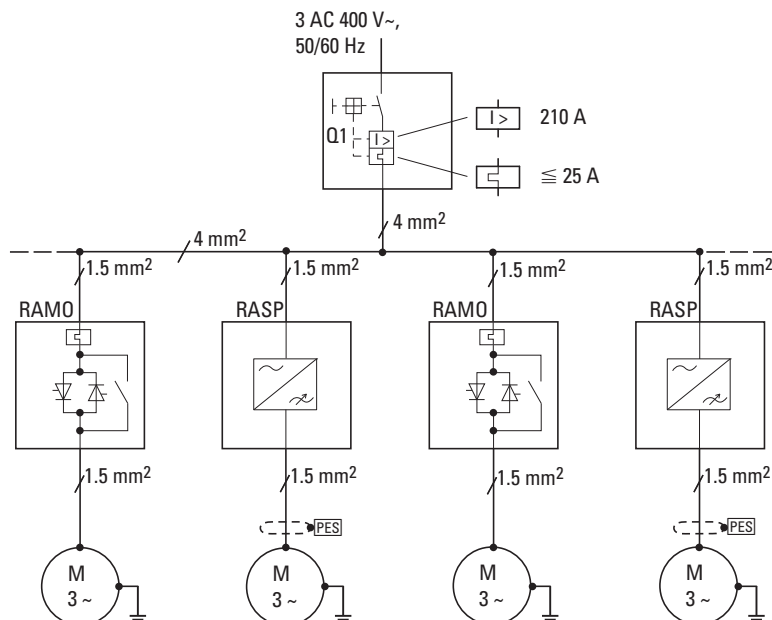 3 AC 400 V~,
50/60 Hz
I >
210 A
Q1
I >
≦ 25 A
4 mm²
4 mm²
1.5 mm²
1.5 mm²
1.5 mm²
1.5 mm²
RAMO
RASP
RAMO
RASP
1.5 mm²
1.5 mm²
1.5 mm²
1.5 mm²
PES
PES
M
3 ~
M
3 ~
M
3 ~
M
3 ~